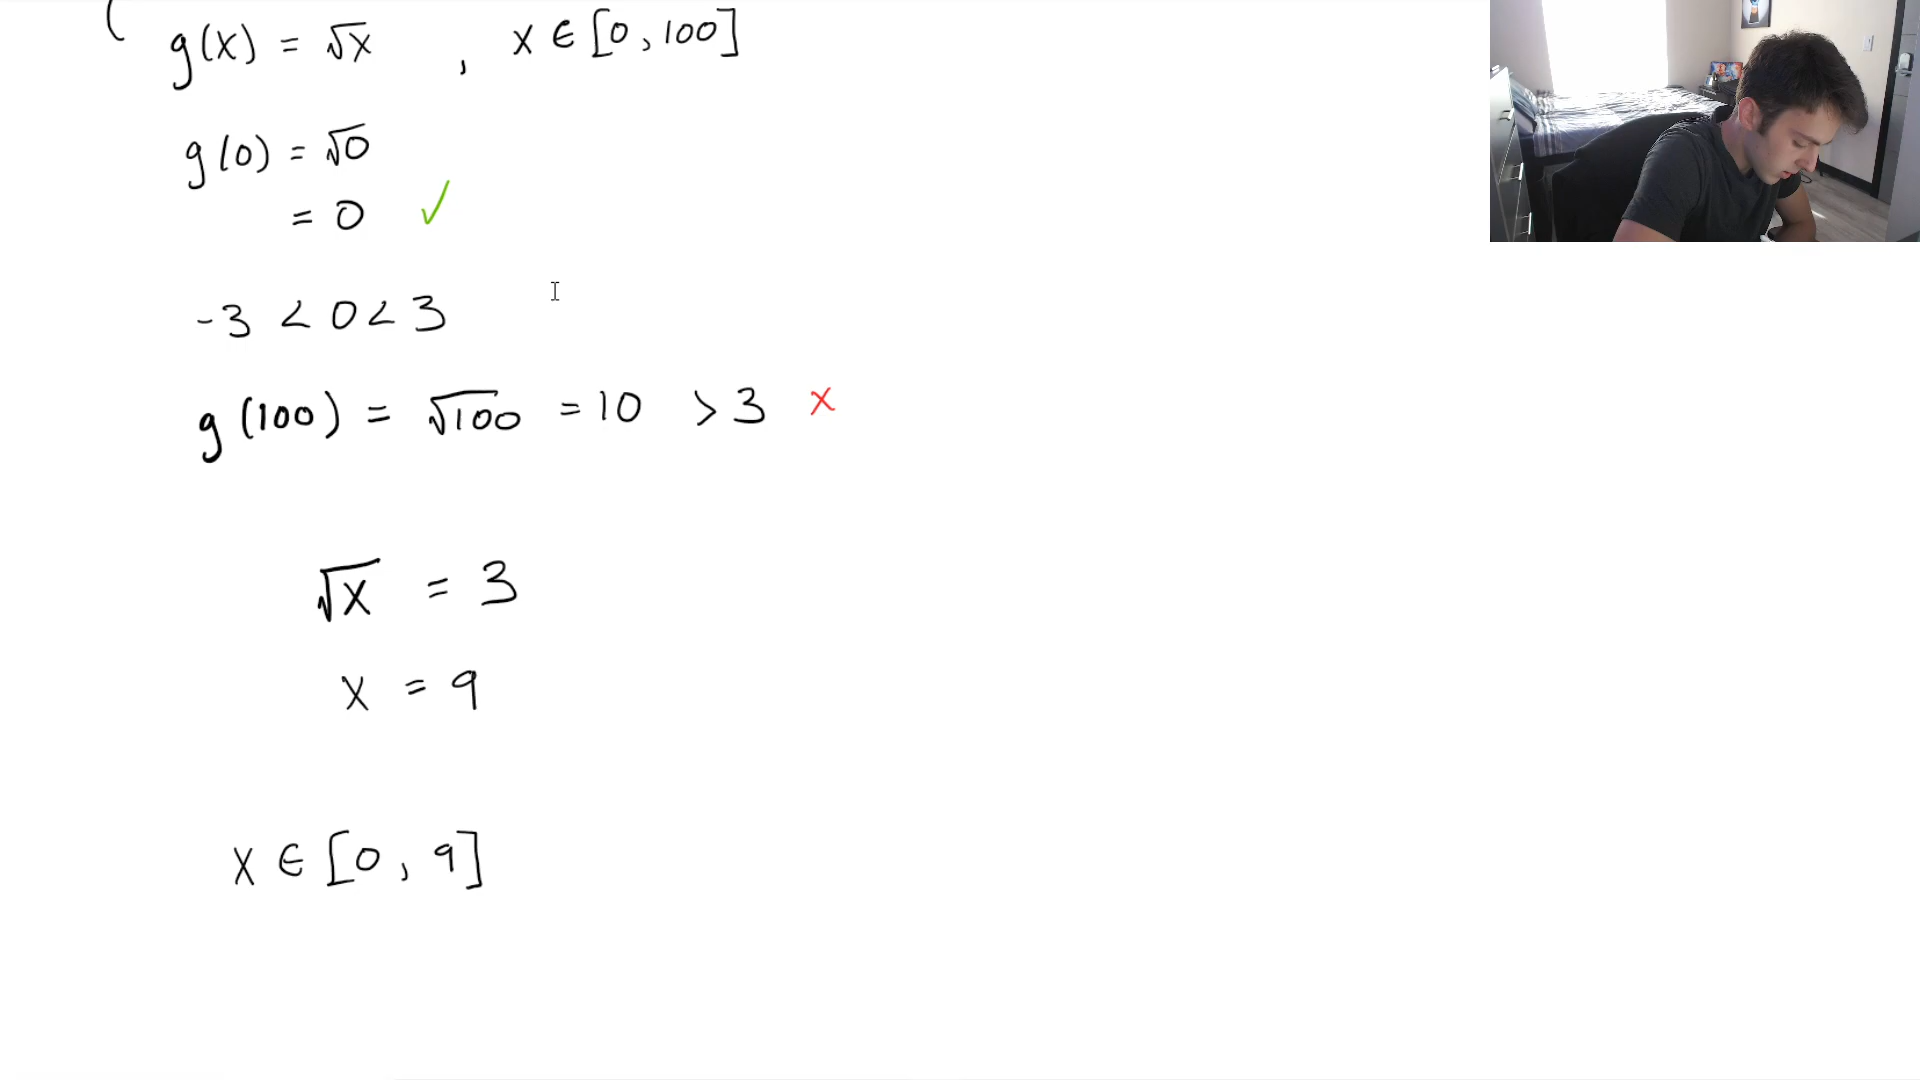 g(x) = √x , x ∈ [0, 100]
g(0) = √0
= 0 ✓
-3 < 0 < 3
g(100) = √100 = 10 > 3 x
√x = 3
x = 9
x ∈ [0, 9]